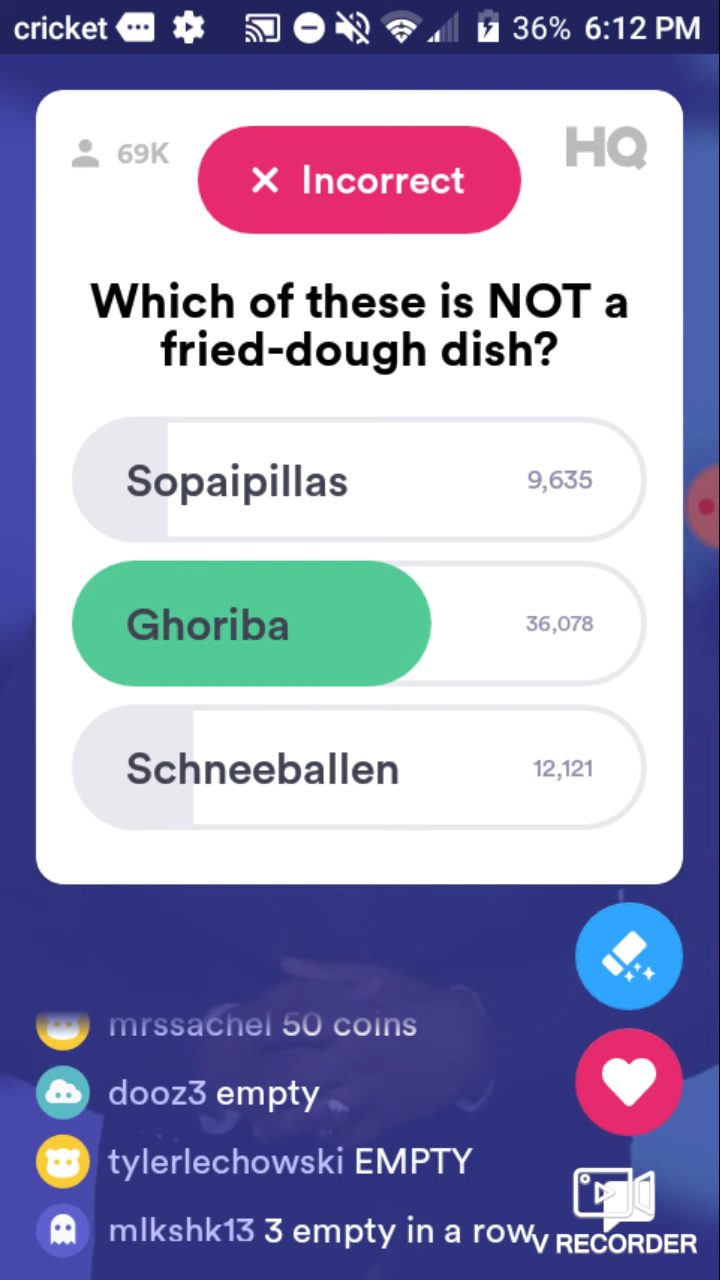 cricket 36% 6:12 PM
69K
× Incorrect
HQ
Which of these is NOT a
fried-dough dish?
Sopaipillas 9,635
Ghoriba 36,078
Schneeballen 12,121
mrssachel 50 coins
dooz3 empty
tylerlechowski EMPTY
mlkshk13 3 empty in a row
V RECORDER